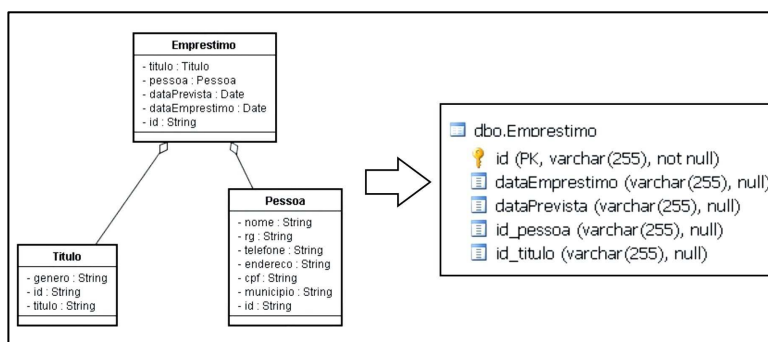 Emprestimo
- titulo : Titulo
- pessoa : Pessoa
- dataPrevista : Date
- dataEmprestimo : Date
- id : String
Titulo
- genero : String
- id : String
- titulo : String
Pessoa
- nome : String
- rg : String
- telefone : String
- endereco : String
- cpf : String
- municipio : String
- id : String
dbo.Emprestimo
id (PK, varchar(255), not null)
dataEmprestimo (varchar(255), null)
dataPrevista (varchar(255), null)
id_pessoa (varchar(255), null)
id_titulo (varchar(255), null)